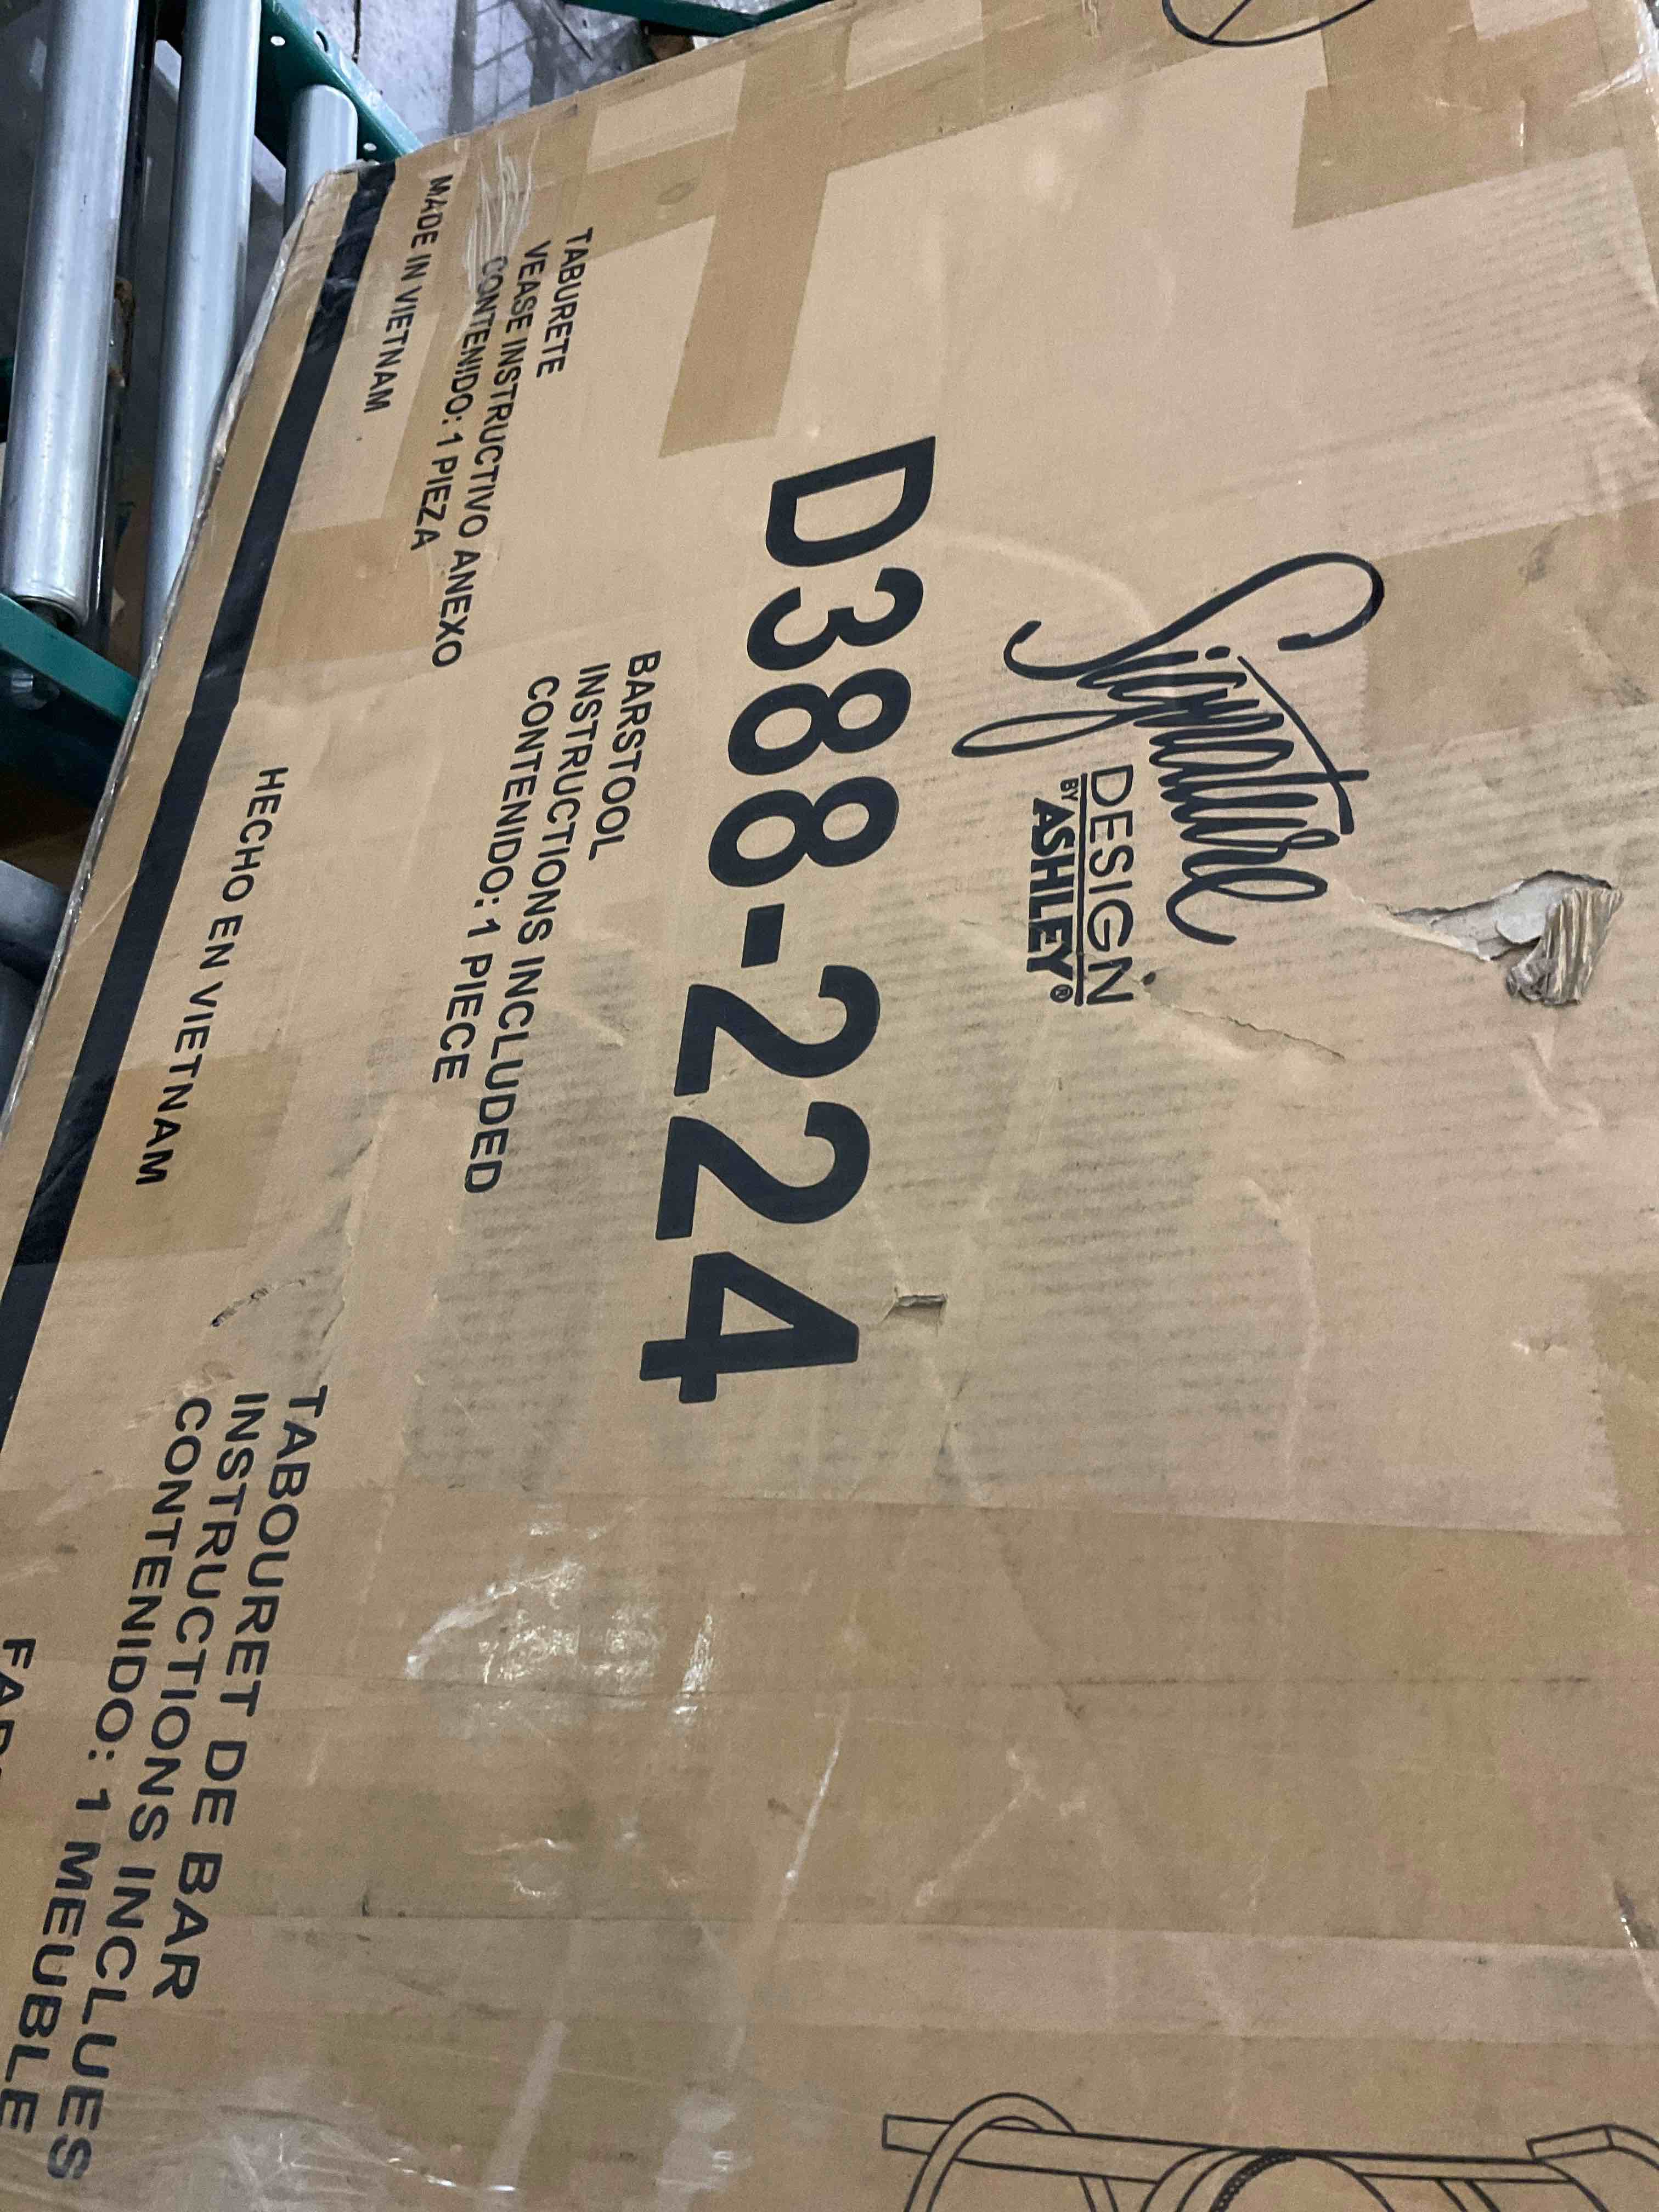 Signature
DESIGN
BY ASHLEY®
D388-224
TABURETE
VEASE INSTRUCTIVO ANEXO
CONTENIDO: 1 PIEZA
MADE IN VIETNAM
BARSTOOL
INSTRUCTIONS INCLUDED
CONTENIDO: 1 PIECE
HECHO EN VIETNAM
TABOURET DE BAR
INSTRUCTIONS INCLUES
CONTENIDO: 1 MEUBLE